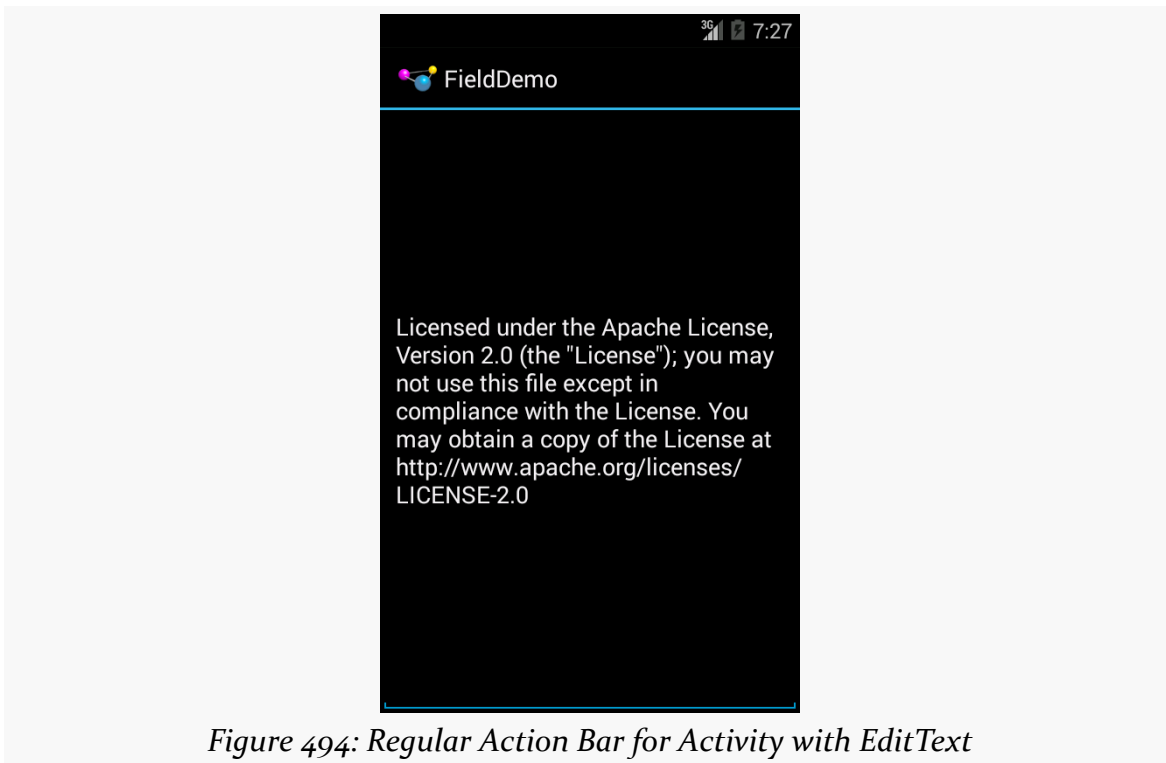 3G 7:27
FieldDemo
Licensed under the Apache License,
Version 2.0 (the "License"); you may
not use this file except in
compliance with the License. You
may obtain a copy of the License at
http://www.apache.org/licenses/
LICENSE-2.0
Figure 494: Regular Action Bar for Activity with EditText